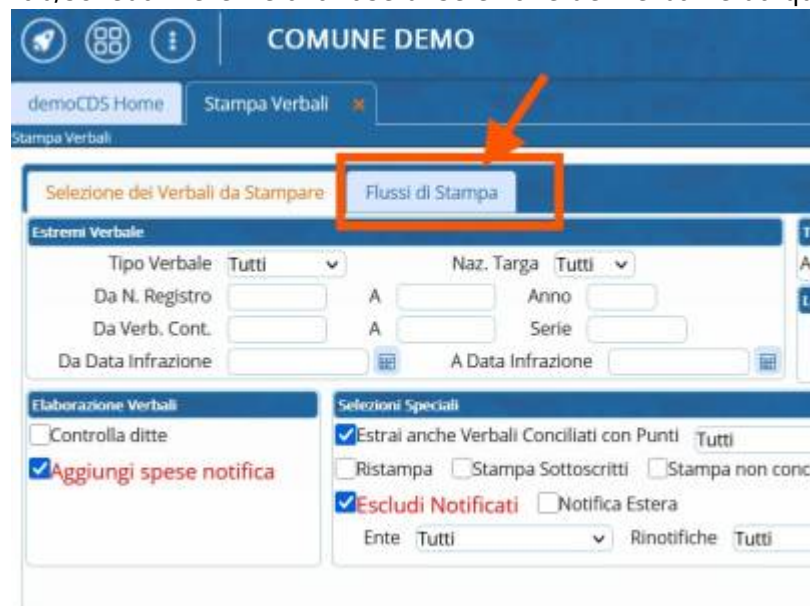 COMUNE DEMO
demoCDS Home Stampa Verbali ×
Stampa Verbali
Selezione dei Verbali da Stampare Flussi di Stampa
Estremi Verbale
Tipo Verbale Tutti Naz. Targa Tutti
Da N. Registro A Anno
Da Verb. Cont. A Serie
Da Data Infrazione A Data Infrazione
Elaborazione Verbali Selezioni Speciali
Controlla ditte Estrai anche Verbali Conciliati con Punti Tutti
Aggiungi spese notifica Ristampa Stampa Sottoscritti Stampa non conc
Escludi Notificati Notifica Estera
Ente Tutti Rinotifiche Tutti